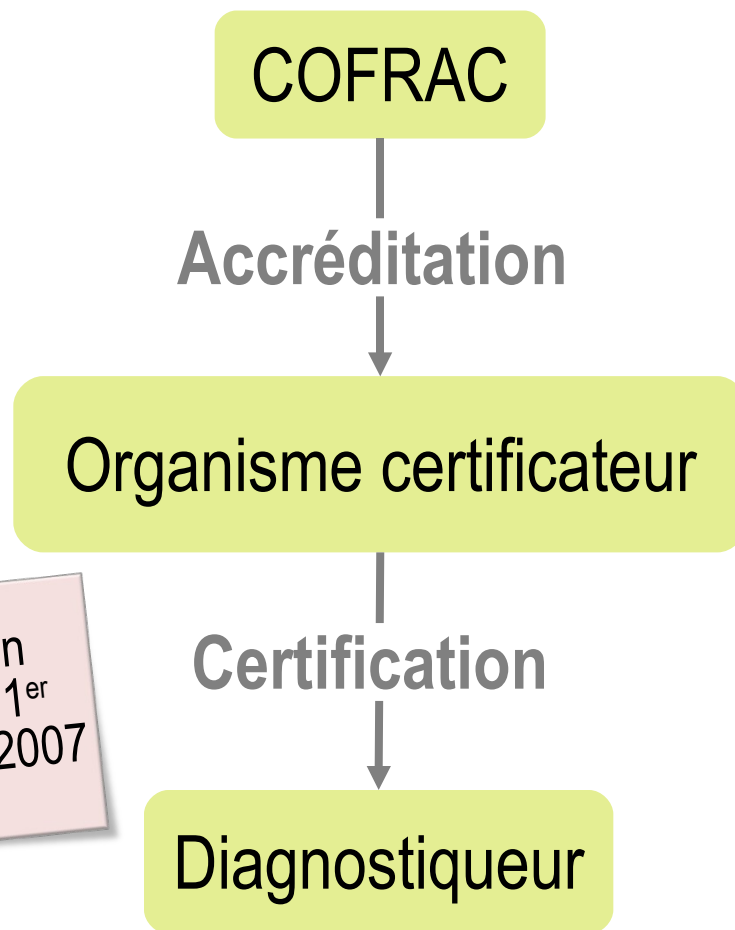 COFRAC
Accréditation
Organisme certificateur
n
1er
2007
Certification
Diagnostiqueur